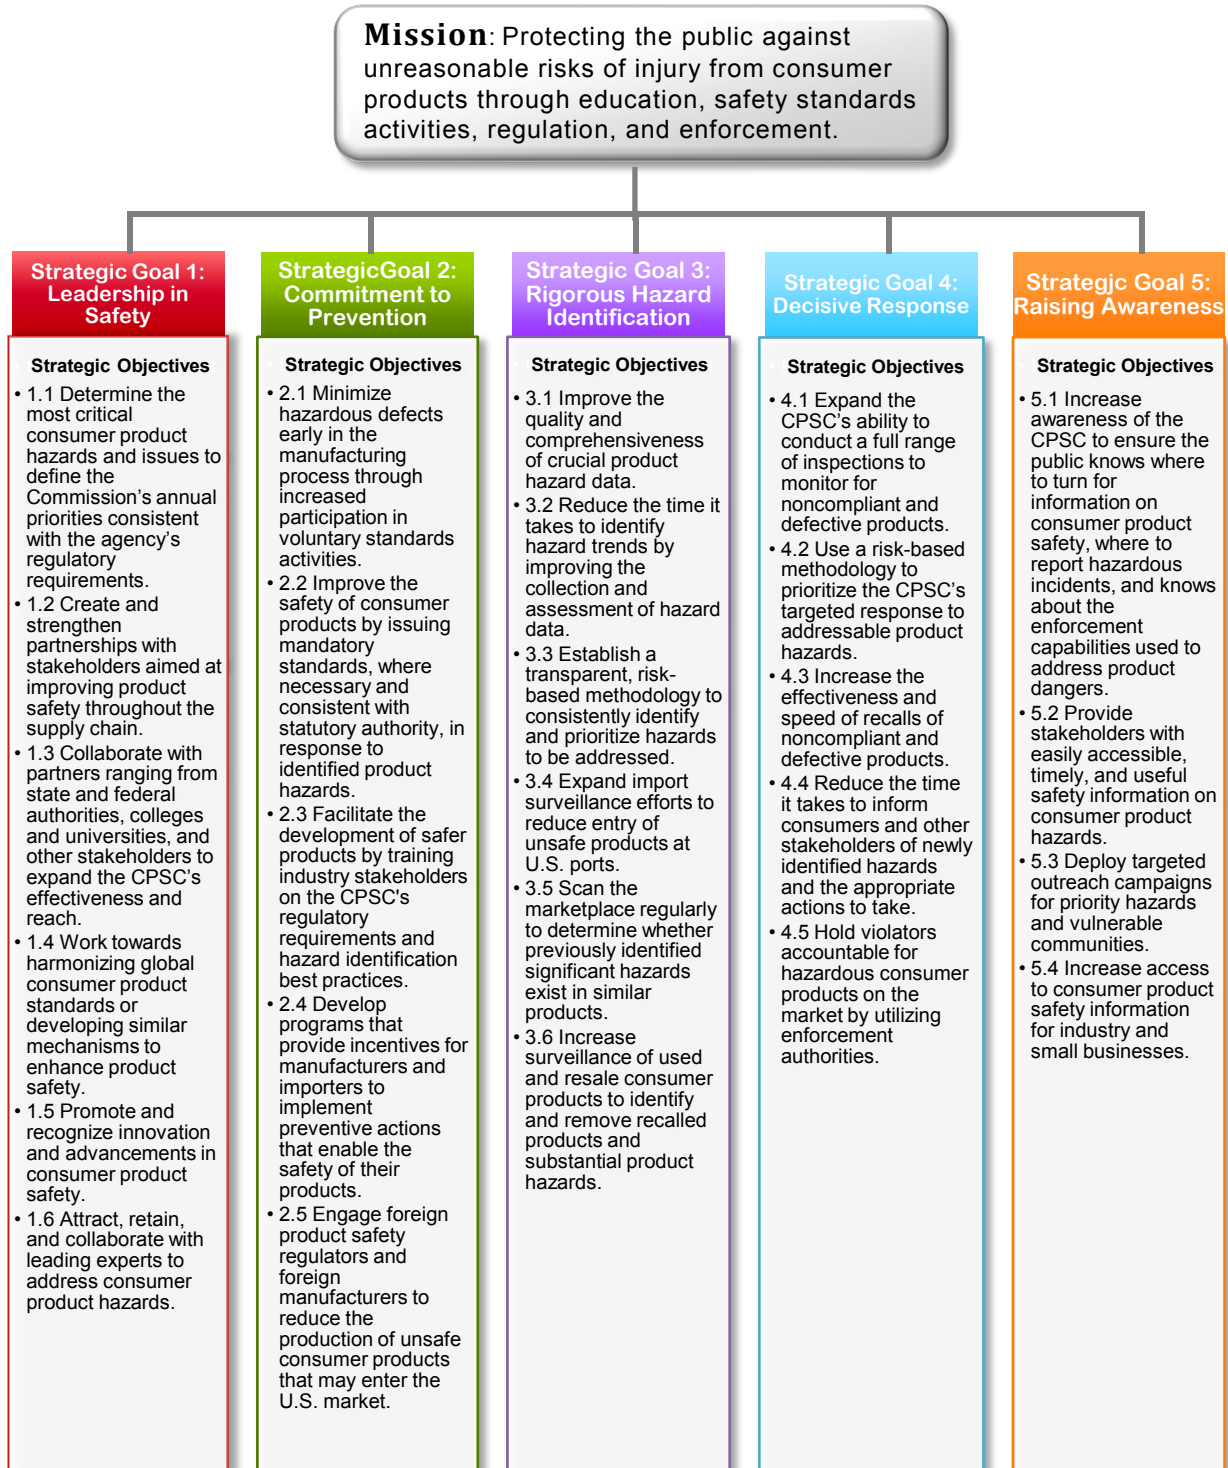 Mission: Protecting the public against
unreasonable risks of injury from consumer
products through education, safety standards
activities, regulation, and enforcement.
Strategic Goal 1:
Leadership in
Safety
Strategic Objectives
• 1.1 Determine the
most critical
consumer product
hazards and issues to
define the
Commission’s annual
priorities consistent
with the agency’s
regulatory
requirements.
• 1.2 Create and
strengthen
partnerships with
stakeholders aimed at
improving product
safety throughout the
supply chain.
• 1.3 Collaborate with
partners ranging from
state and federal
authorities, colleges
and universities, and
other stakeholders to
expand the CPSC’s
effectiveness and
reach.
• 1.4 Work towards
harmonizing global
consumer product
standards or
developing similar
mechanisms to
enhance product
safety.
• 1.5 Promote and
recognize innovation
and advancements in
consumer product
safety.
• 1.6 Attract, retain,
and collaborate with
leading experts to
address consumer
product hazards.
StrategicGoal 2:
Commitment to
Prevention
Strategic Objectives
• 2.1 Minimize
hazardous defects
early in the
manufacturing
process through
increased
participation in
voluntary standards
activities.
• 2.2 Improve the
safety of consumer
products by issuing
mandatory
standards, where
necessary and
consistent with
statutory authority, in
response to
identified product
hazards.
• 2.3 Facilitate the
development of safer
products by training
industry stakeholders
on the CPSC's
regulatory
requirements and
hazard identification
best practices.
• 2.4 Develop
programs that
provide incentives for
manufacturers and
importers to
implement
preventive actions
that enable the
safety of their
products.
• 2.5 Engage foreign
product safety
regulators and
foreign
manufacturers to
reduce the
production of unsafe
consumer products
that may enter the
U.S. market.
Strategic Goal 3:
Rigorous Hazard
Identification
Strategic Objectives
• 3.1 Improve the
quality and
comprehensiveness
of crucial product
hazard data.
• 3.2 Reduce the time it
takes to identify
hazard trends by
improving the
collection and
assessment of hazard
data.
• 3.3 Establish a
transparent, risk-
based methodology to
consistently identify
and prioritize hazards
to be addressed.
• 3.4 Expand import
surveillance efforts to
reduce entry of
unsafe products at
U.S. ports.
• 3.5 Scan the
marketplace regularly
to determine whether
previously identified
significant hazards
exist in similar
products.
• 3.6 Increase
surveillance of used
and resale consumer
products to identify
and remove recalled
products and
substantial product
hazards.
Strategic Goal 4:
Decisive Response
Strategic Objectives
• 4.1 Expand the
CPSC’s ability to
conduct a full range
of inspections to
monitor for
noncompliant and
defective products.
• 4.2 Use a risk-based
methodology to
prioritize the CPSC’s
targeted response to
addressable product
hazards.
• 4.3 Increase the
effectiveness and
speed of recalls of
noncompliant and
defective products.
• 4.4 Reduce the time
it takes to inform
consumers and other
stakeholders of newly
identified hazards
and the appropriate
actions to take.
• 4.5 Hold violators
accountable for
hazardous consumer
products on the
market by utilizing
enforcement
authorities.
Strategjc Goal 5:
Raising Awareness
Strategic Objectives
• 5.1 Increase
awareness of the
CPSC to ensure the
public knows where
to turn for
information on
consumer product
safety, where to
report hazardous
incidents, and knows
about the
enforcement
capabilities used to
address product
dangers.
• 5.2 Provide
stakeholders with
easily accessible,
timely, and useful
safety information on
consumer product
hazards.
• 5.3 Deploy targeted
outreach campaigns
for priority hazards
and vulnerable
communities.
• 5.4 Increase access
to consumer product
safety information
for industry and
small businesses.